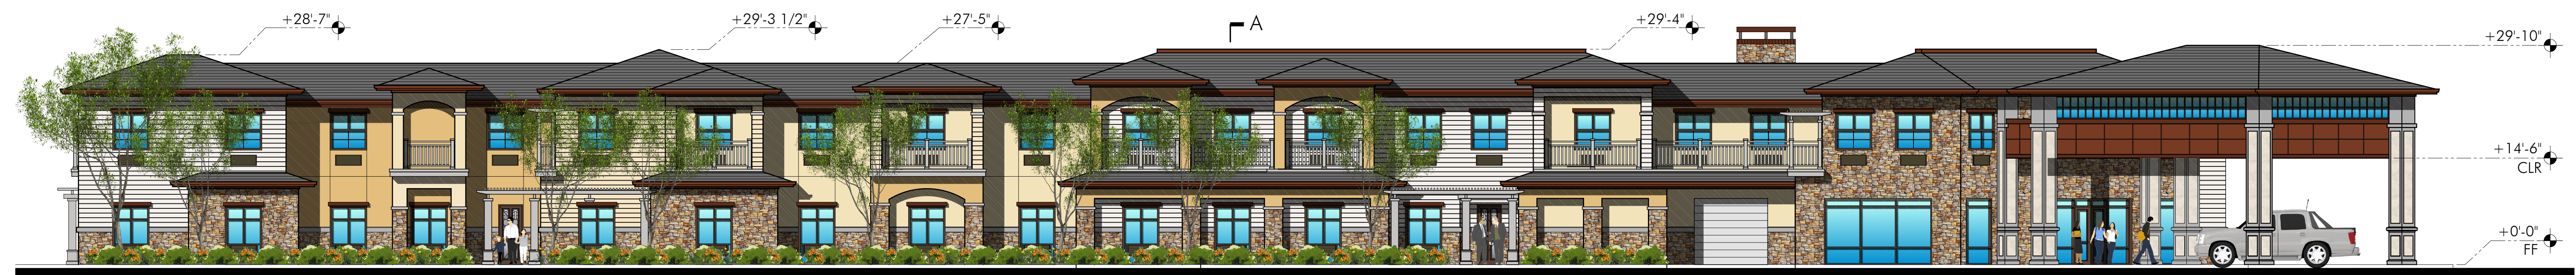 +28'-7"
+29'-3 1/2"
+27'-5"
A
+29'-4"
+29'-10"
+14'-6"
CLR
+0'-0"
FF